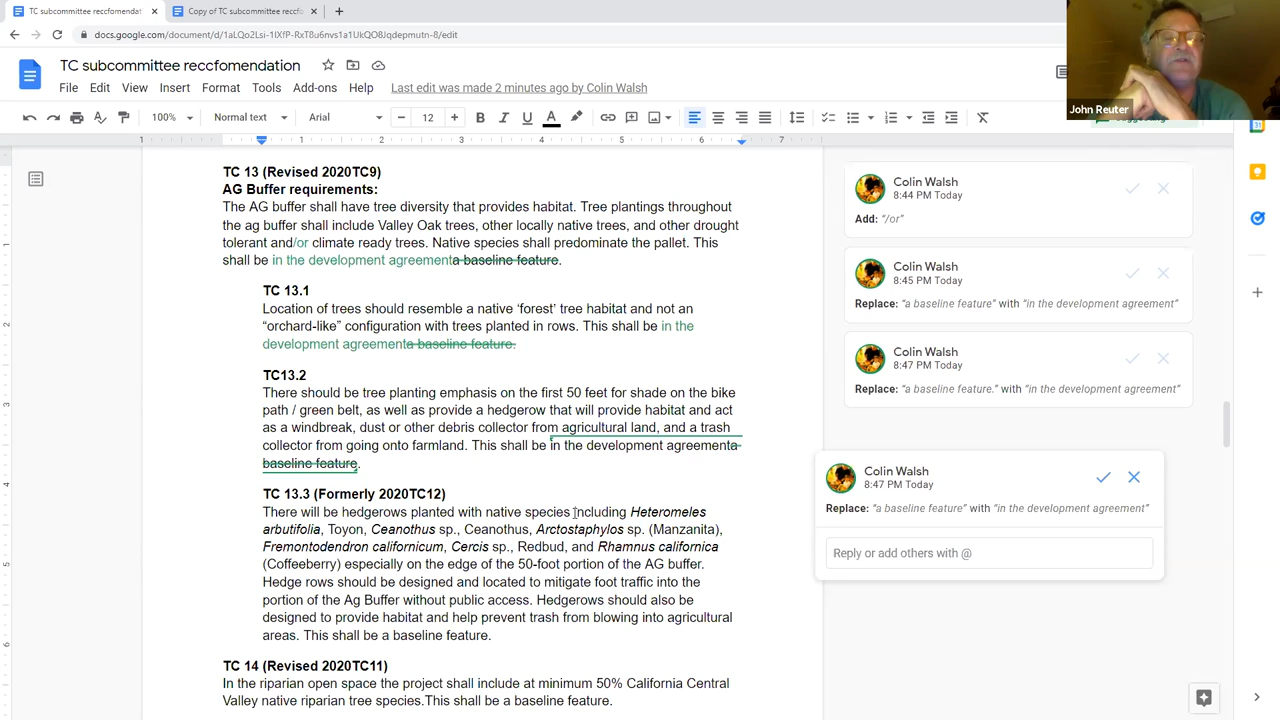 TC subcommittee reccfomendat
Copy of TC subcommittee reccf
docs.google.com/document/d/1aLQo2Lsi-1lXfP-RxT8u6nvs1a1UkQO8Jqdepmutn-8/edit
TC subcommittee reccfomendation
File Edit View Insert Format Tools Add-ons Help Last edit was made 2 minutes ago by Colin Walsh
John Reuter
100% Normal text Arial 12 B I U A
1 1 2 3 4 5 6 7
TC 13 (Revised 2020TC9)
AG Buffer requirements:
The AG buffer shall have tree diversity that provides habitat. Tree plantings throughout
the ag buffer shall include Valley Oak trees, other locally native trees, and other drought
tolerant and/or climate ready trees. Native species shall predominate the pallet. This
shall be in the development agreementa baseline feature.
TC 13.1
Location of trees should resemble a native ‘forest’ tree habitat and not an
“orchard-like” configuration with trees planted in rows. This shall be in the
development agreementa baseline feature.
TC13.2
There should be tree planting emphasis on the first 50 feet for shade on the bike
path / green belt, as well as provide a hedgerow that will provide habitat and act
as a windbreak, dust or other debris collector from agricultural land, and a trash
collector from going onto farmland. This shall be in the development agreementa
baseline feature.
TC 13.3 (Formerly 2020TC12)
There will be hedgerows planted with native species including Heteromeles
arbutifolia, Toyon, Ceanothus sp., Ceanothus, Arctostaphylos sp. (Manzanita),
Fremontodendron californicum, Cercis sp., Redbud, and Rhamnus californica
(Coffeeberry) especially on the edge of the 50-foot portion of the AG buffer.
Hedge rows should be designed and located to mitigate foot traffic into the
portion of the Ag Buffer without public access. Hedgerows should also be
designed to provide habitat and help prevent trash from blowing into agricultural
areas. This shall be a baseline feature.
TC 14 (Revised 2020TC11)
In the riparian open space the project shall include at minimum 50% California Central
Valley native riparian tree species.This shall be a baseline feature.
Colin Walsh
8:44 PM Today
Add: “/or”
Colin Walsh
8:45 PM Today
Replace: “a baseline feature” with “in the development agreement”
Colin Walsh
8:47 PM Today
Replace: “a baseline feature.” with “in the development agreement”
Colin Walsh
8:47 PM Today
Replace: “a baseline feature” with “in the development agreement”
Reply or add others with @